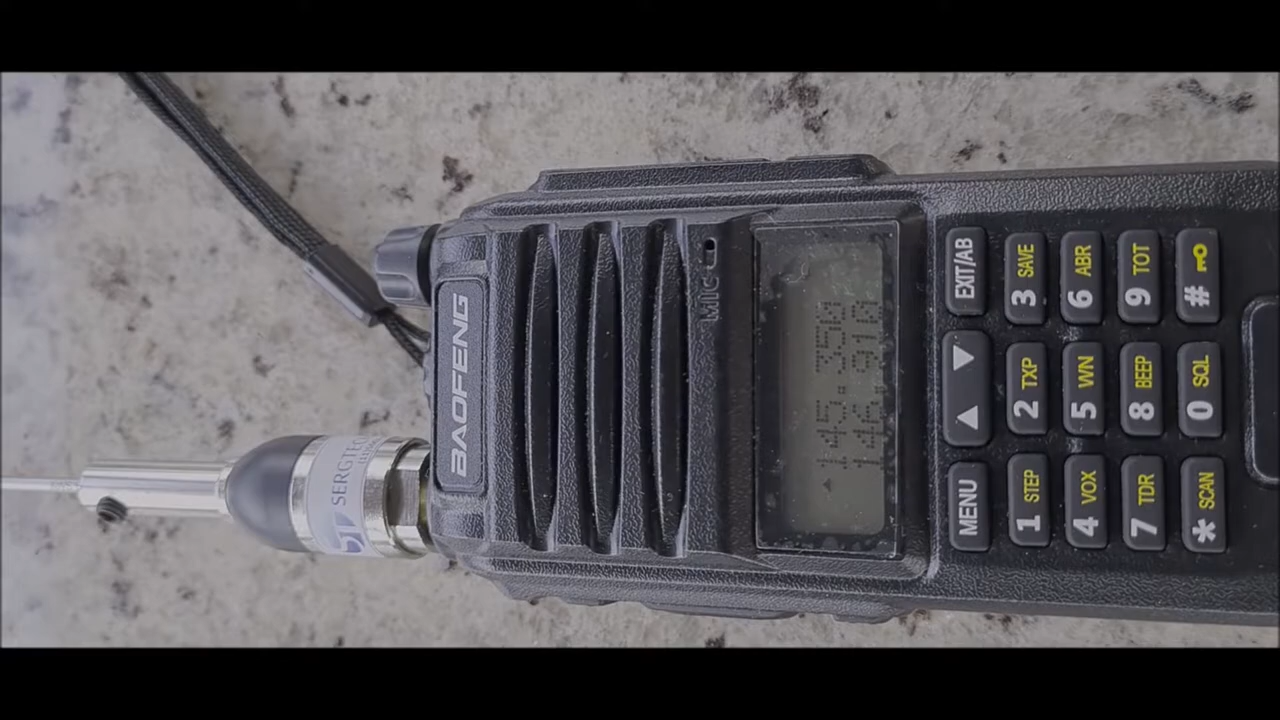 SERGTEC
BAOFENG
MIC
145.350
146.910
MENU
▲ ▼
EXIT/AB
1 STEP
2 TXP
3 SAVE
4 VOX
5 WN
6 ABR
7 TDR
8 BEEP
9 TOT
* SCAN
0 SQL
#